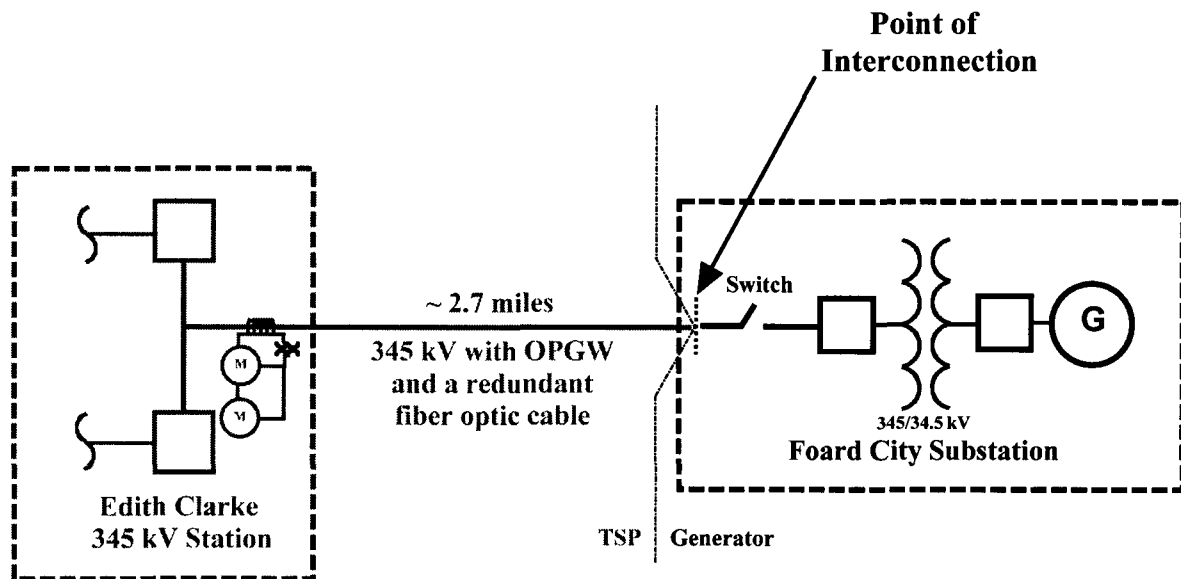 Point of
Interconnection
Switch
~ 2.7 miles
345 kV with OPGW
and a redundant
fiber optic cable
M
M
G
345/34.5 kV
Foard City Substation
Edith Clarke
345 kV Station
TSP
Generator